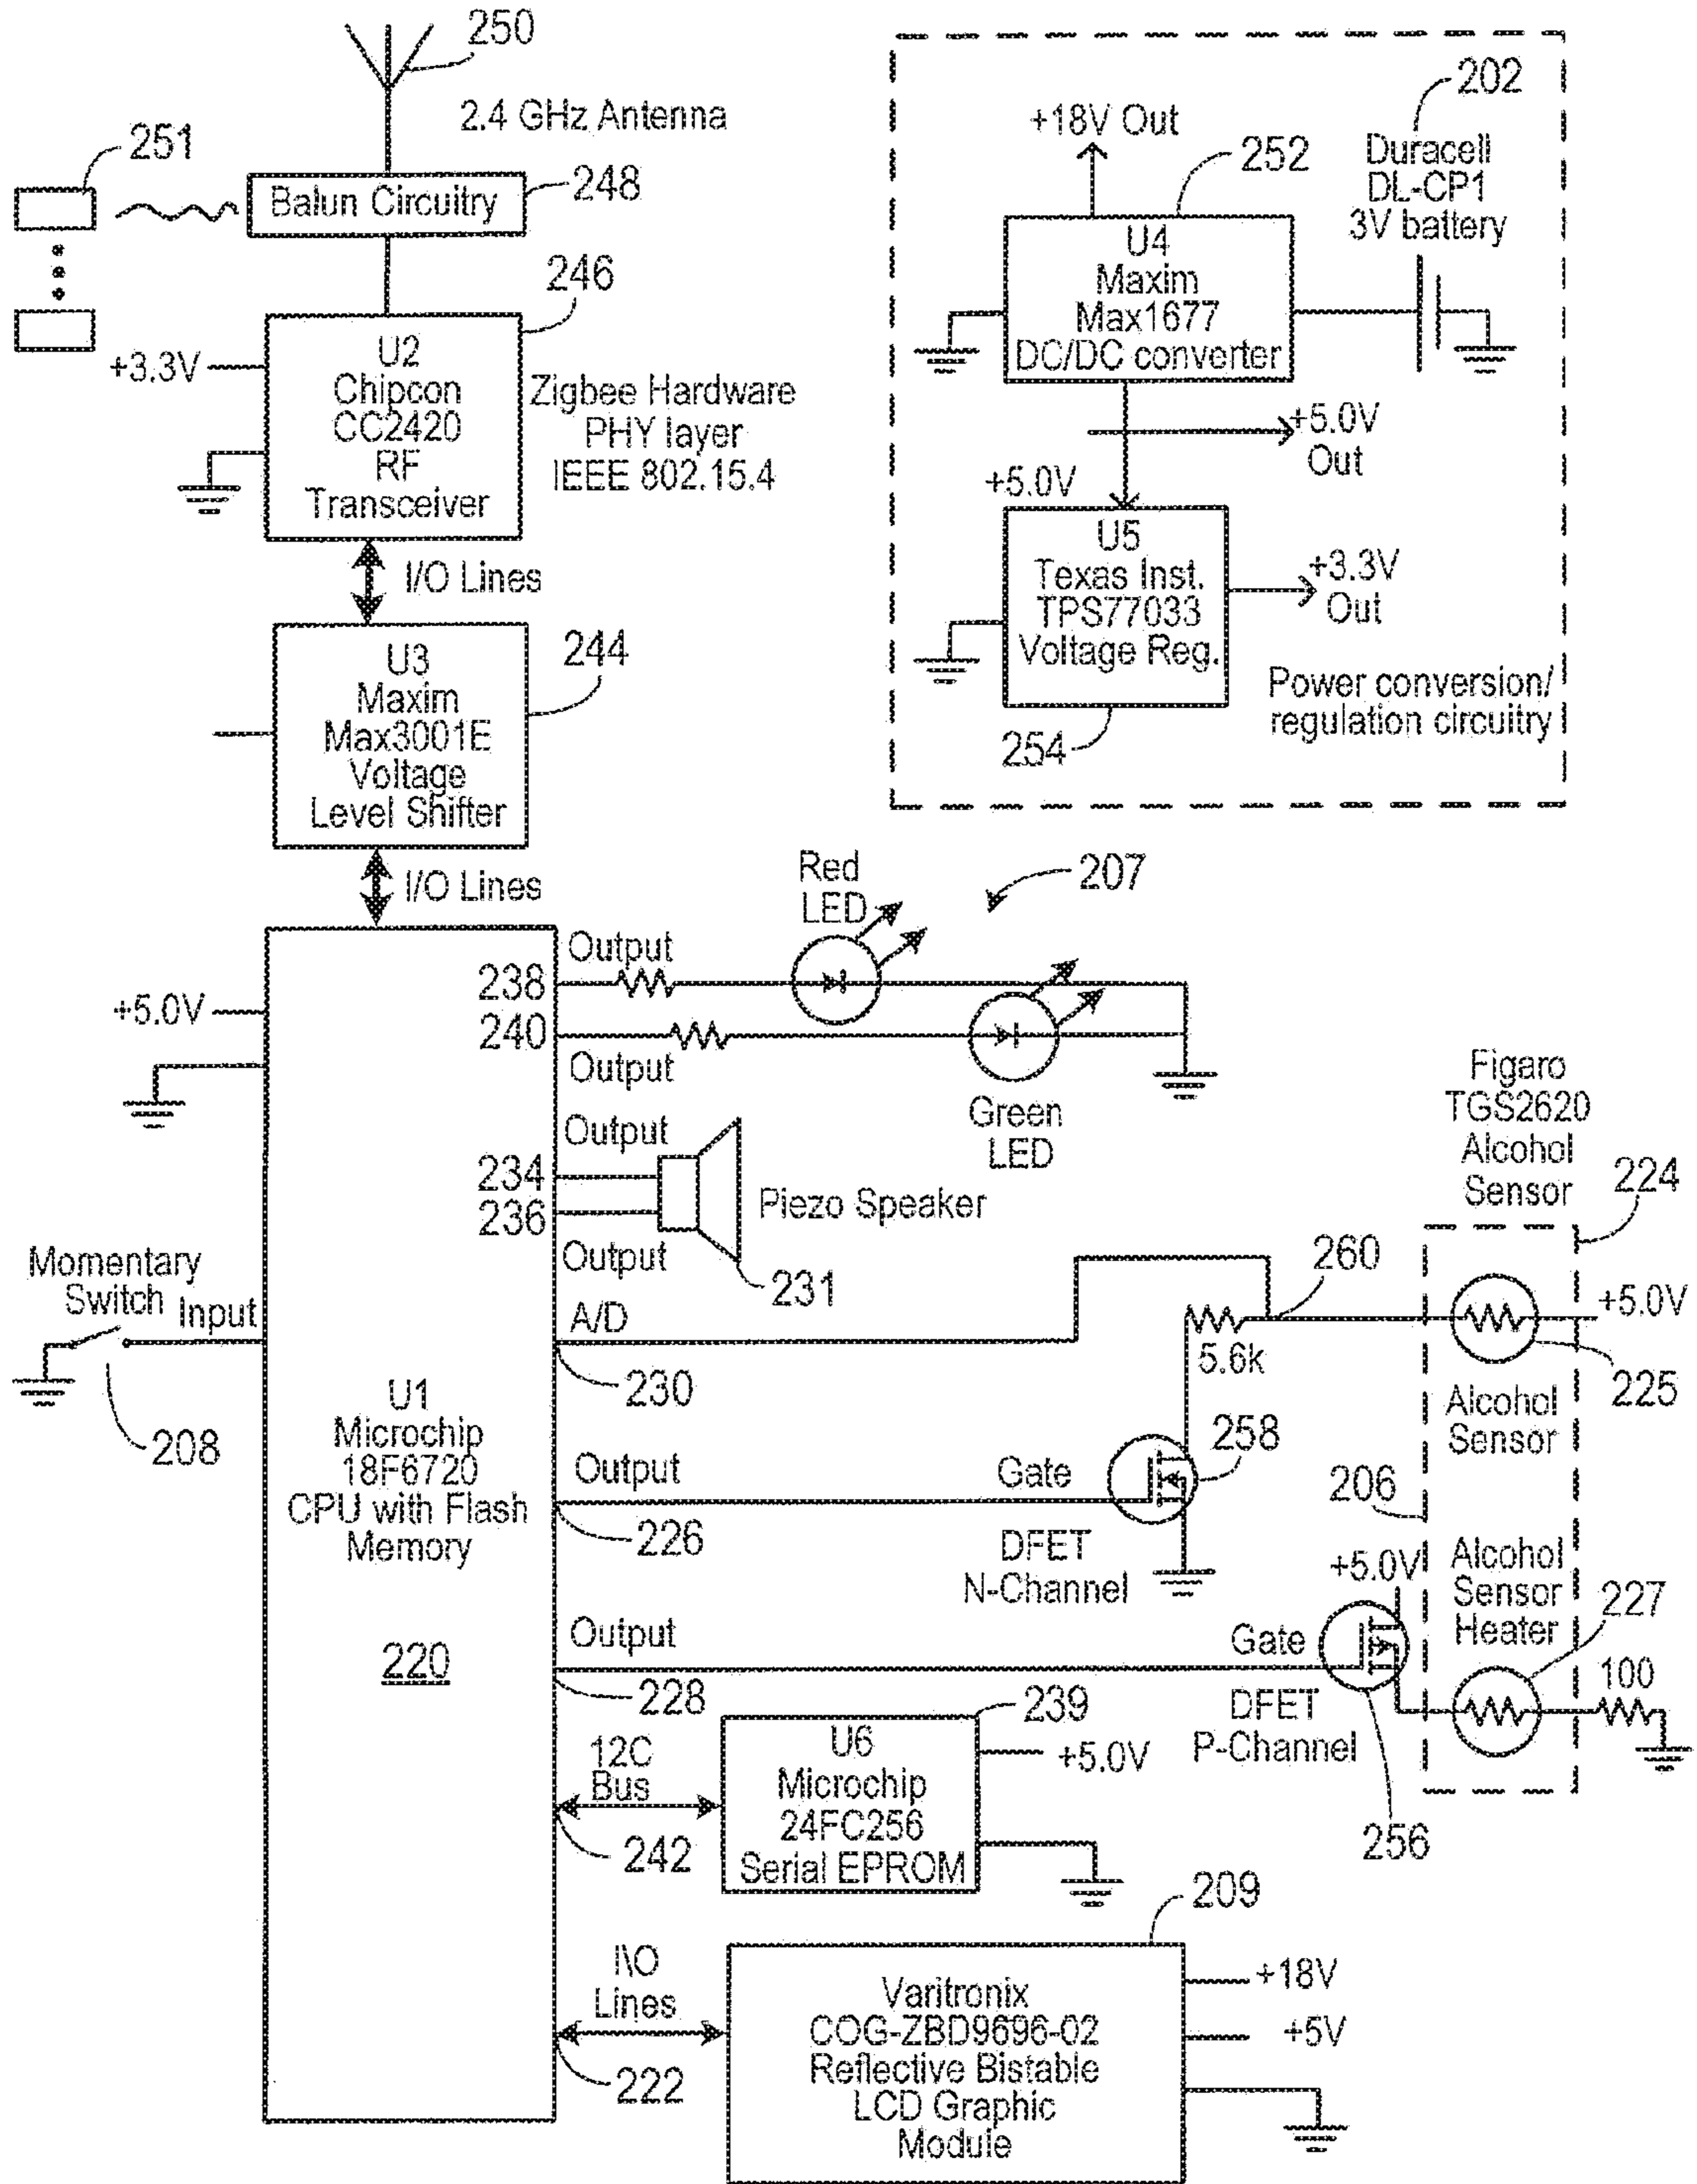 250
2.4 GHz Antenna
251
Balun Circuitry
248
246
+3.3V
U2
Chipcon
CC2420
RF
Transceiver
Zigbee Hardware
PHY layer
IEEE 802.15.4
I/O Lines
U3
Maxim
Max3001E
Voltage
Level Shifter
244
I/O Lines
202
Duracell
DL-CP1
3V battery
+18V Out
252
U4
Maxim
Max1677
DC/DC converter
+5.0V
Out
+5.0V
U5
Texas Inst.
TPS77033
Voltage Reg.
+3.3V
Out
254
Power conversion/
regulation circuitry
Red
LED
207
Output
238
+5.0V
240
Output
Green
LED
Output
234
236
Piezo Speaker
Output
231
Figaro
TGS2620
Alcohol
Sensor
224
Momentary
Switch
Input
208
A/D
230
260
5.6k
+5.0V
225
Alcohol
Sensor
U1
Microchip
18F6720
CPU with Flash
Memory
220
Output
226
Gate
258
DFET
N-Channel
206
+5.0V
Alcohol
Sensor
Heater
227
100
Output
228
Gate
DFET
P-Channel
256
12C
Bus
242
239
U6
Microchip
24FC256
Serial EPROM
+5.0V
209
I\O
Lines
222
Varitronix
COG-ZBD9696-02
Reflective Bistable
LCD Graphic
Module
+18V
+5V